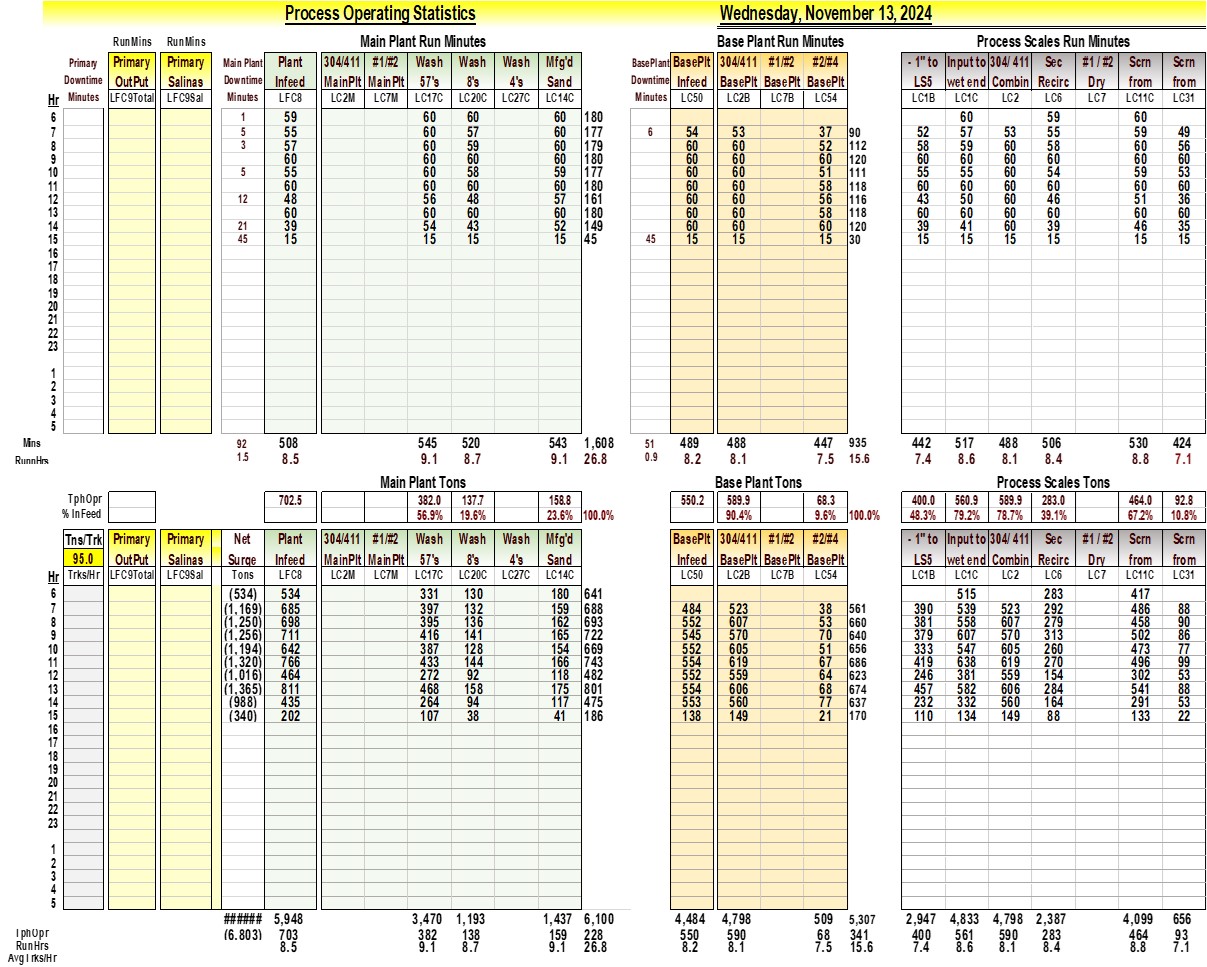 Process Operating Statistics Wednesday, November 13, 2024
RunMins RunMins Main Plant Run Minutes Base Plant Run Minutes Process Scales Run Minutes
Primary Primary Primary Main Plant Plant 304/411 #1/#2 Wash Wash Wash Mfg'd BasePlant BasePlt 304/411 #1/#2 #2/#4 - 1" to Input to 304/ 411 Sec #1 / #2 Scrn Scrn
Downtime OutPut Salinas Downtime Infeed MainPlt MainPlt 57's 8's 4's Sand Downtime Infeed BasePlt BasePlt BasePlt LS5 wet end Combin Recirc Dry from from
Hr Minutes LFC9Total LFC9Sal Minutes LFC8 LC2M LC7M LC17C LC20C LC27C LC14C Minutes LC50 LC2B LC7B LC54 LC1B LC1C LC2 LC6 LC7 LC11C LC31
6 1 59 60 60 60 180 60 59 60
7 5 55 60 57 60 177 6 54 53 37 90 52 57 53 55 59 49
8 3 57 60 59 60 179 60 60 52 112 58 59 60 58 60 56
9 60 60 60 60 180 60 60 60 120 60 60 60 60 60 60
10 5 55 60 58 59 177 60 60 51 111 55 55 60 54 59 53
11 60 60 60 60 180 60 60 58 118 60 60 60 60 60 60
12 12 48 56 48 57 161 60 60 56 116 43 50 60 46 51 36
13 60 60 60 60 180 60 60 58 118 60 60 60 60 60 60
14 21 39 54 43 52 149 60 60 60 120 39 41 60 39 46 35
15 45 15 15 15 15 45 45 15 15 15 30 15 15 15 15 15 15
16
17
18
19
20
21
22
23
1
2
3
4
5
Mins 92 508 545 520 543 1,608 51 489 488 447 935 442 517 488 506 530 424
RunnHrs 1.5 8.5 9.1 8.7 9.1 26.8 0.9 8.2 8.1 7.5 15.6 7.4 8.6 8.1 8.4 8.8 7.1
Main Plant Tons Base Plant Tons Process Scales Tons
TphOpr 702.5 382.0 137.7 158.8 550.2 589.9 68.3 400.0 560.9 589.9 283.0 464.0 92.8
% InFeed 56.9% 19.6% 23.6% 100.0% 90.4% 9.6% 100.0% 48.3% 79.2% 78.7% 39.1% 67.2% 10.8%
Tns/Trk Primary Primary Net Plant 304/411 #1/#2 Wash Wash Wash Mfg'd BasePlt 304/411 #1/#2 #2/#4 - 1" to Input to 304/ 411 Sec #1 / #2 Scrn Scrn
95.0 OutPut Salinas Surge Infeed MainPlt MainPlt 57's 8's 4's Sand Infeed BasePlt BasePlt BasePlt LS5 wet end Combin Recirc Dry from from
Hr Trks/Hr LFC9Total LFC9Sal Tons LFC8 LC2M LC7M LC17C LC20C LC27C LC14C LC50 LC2B LC7B LC54 LC1B LC1C LC2 LC6 LC7 LC11C LC31
6 (534) 534 331 130 180 641 515 283 417
7 (1,169) 685 397 132 159 688 484 523 38 561 390 539 523 292 486 88
8 (1,250) 698 395 136 162 693 552 607 53 660 381 558 607 279 458 90
9 (1,256) 711 416 141 165 722 545 570 70 640 379 607 570 313 502 86
10 (1,194) 642 387 128 154 669 552 605 51 656 333 547 605 260 473 77
11 (1,320) 766 433 144 166 743 554 619 67 686 419 638 619 270 496 99
12 (1,016) 464 272 92 118 482 552 559 64 623 246 381 559 154 302 53
13 (1,365) 811 468 158 175 801 554 606 68 674 457 582 606 284 541 88
14 (988) 435 264 94 117 475 553 560 77 637 232 332 560 164 291 53
15 (340) 202 107 38 41 186 138 149 21 170 110 134 149 88 133 22
16
17
18
19
20
21
22
23
1
2
3
4
5
###### 5,948 3,470 1,193 1,437 6,100 4,484 4,798 509 5,307 2,947 4,833 4,798 2,387 4,099 656
TphOpr (6.803) 703 382 138 159 228 550 590 68 341 400 561 590 283 464 93
RunHrs 8.5 9.1 8.7 9.1 26.8 8.2 8.1 7.5 15.6 7.4 8.6 8.1 8.4 8.8 7.1
Avg Trks/Hr